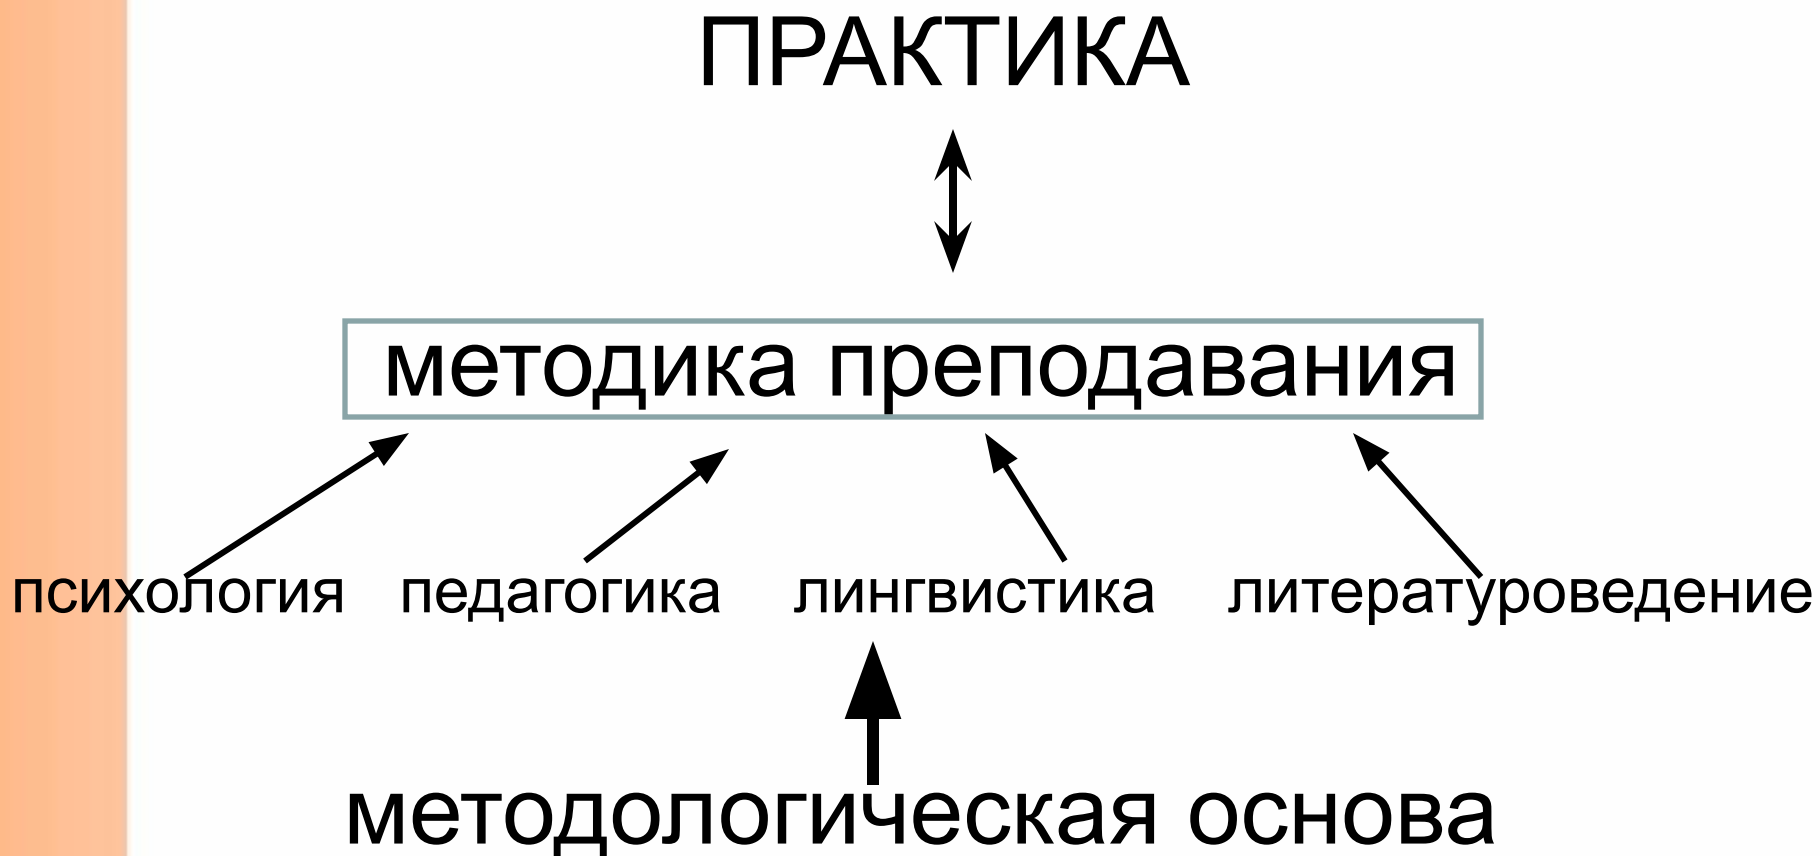 ПРАКТИКА
методика преподавания
психология педагогика лингвистика литературоведение
методологическая основа